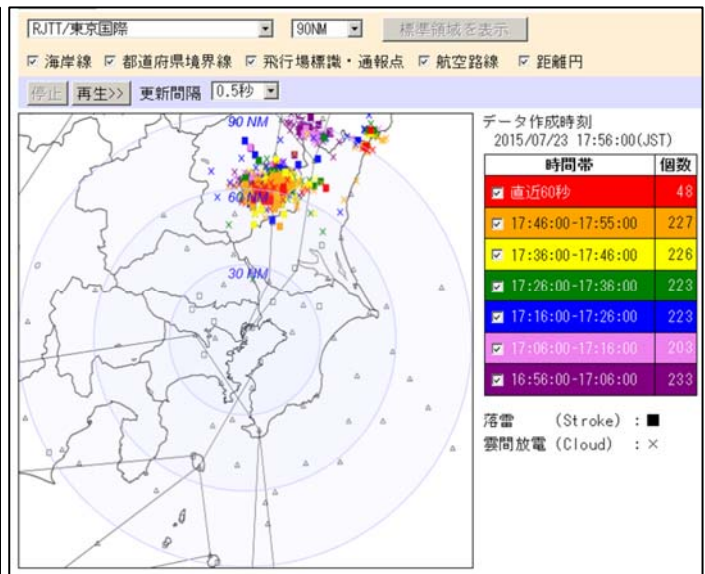 RJTT/東京国際 90NM 標準領域を表示
海岸線 都道府県境界線 飛行場標識・通報点 航空路線 距離円
停止 再生>> 更新間隔 0.5秒
90 NM
60 NM
30 NM
データ作成時刻
2015/07/23 17:56:00(JST)
時間帯 個数
直近60秒 48
17:46:00-17:55:00 227
17:36:00-17:46:00 226
17:26:00-17:36:00 223
17:16:00-17:26:00 223
17:06:00-17:16:00 203
16:56:00-17:06:00 233
落雷 (Stroke) :■
雲間放電 (Cloud) :×